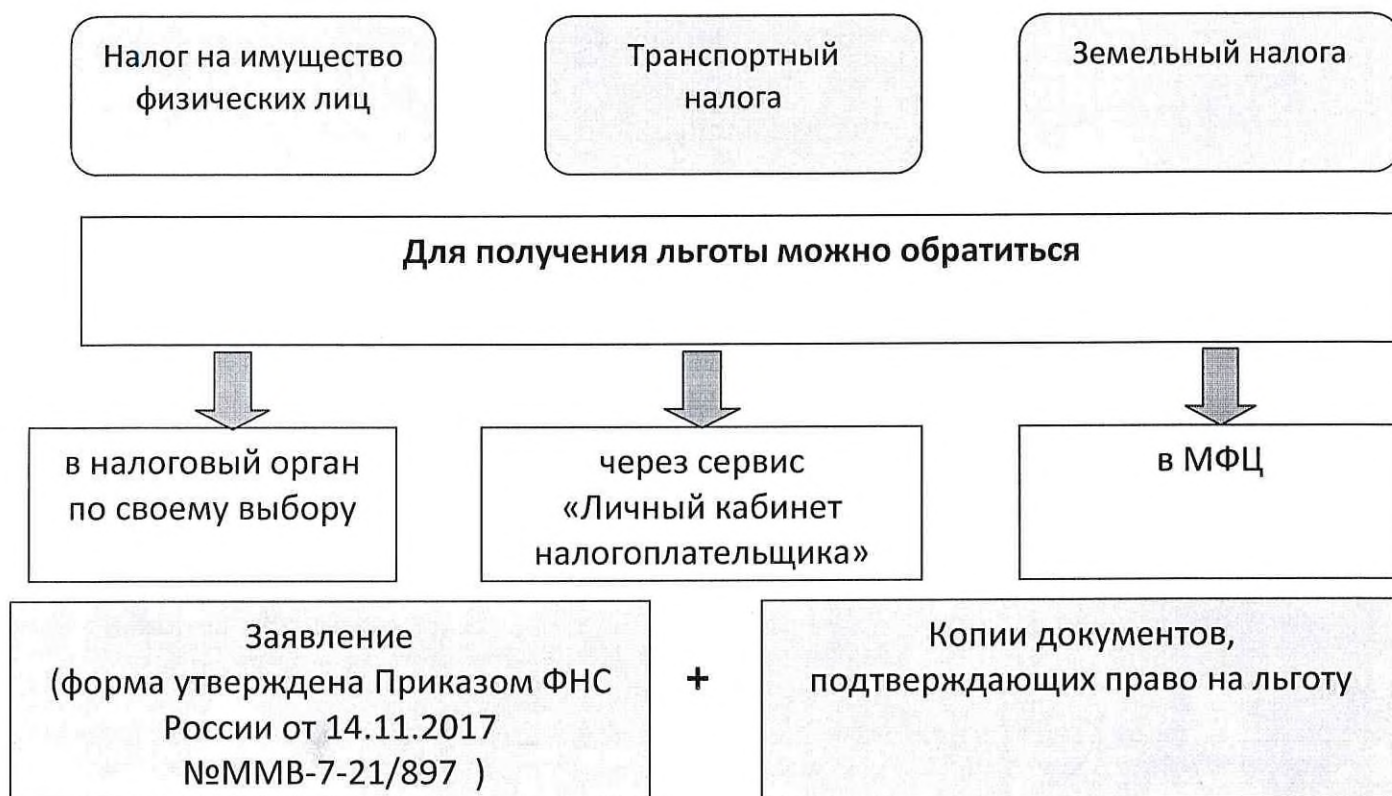 Налог на имущество
физических лиц
Транспортный
налога
Земельный налога
Для получения льготы можно обратиться
в налоговый орган
по своему выбору
через сервис
«Личный кабинет
налогоплательщика»
в МФЦ
Заявление
(форма утверждена Приказом ФНС
России от 14.11.2017
№ММВ-7-21/897 )
+
Копии документов,
подтверждающих право на льготу